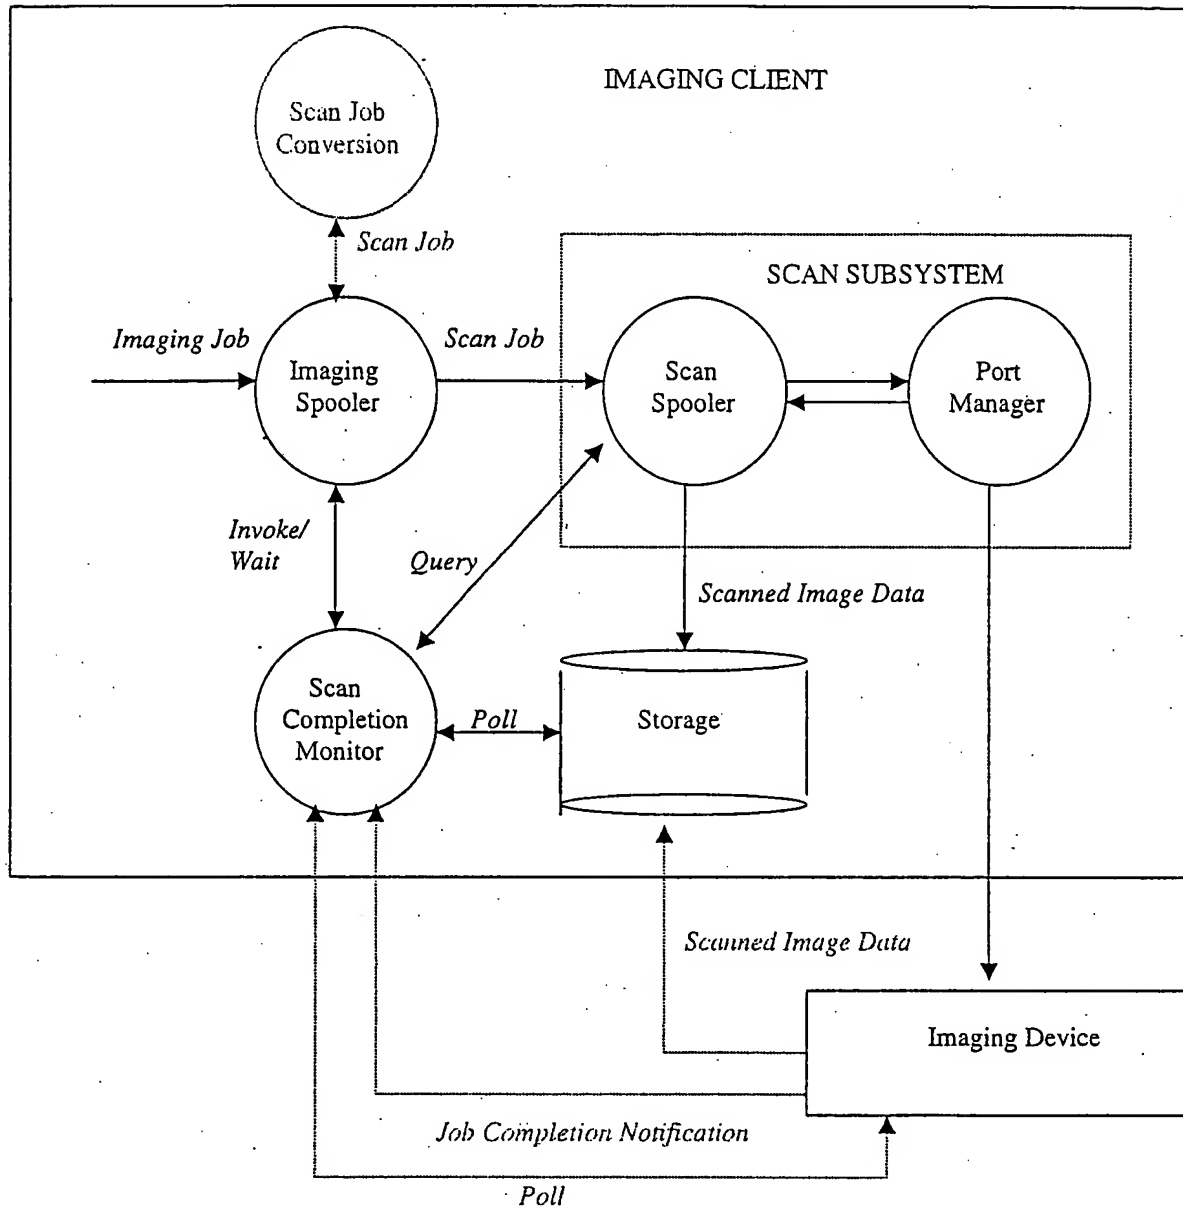 IMAGING CLIENT
Scan Job
Conversion
Scan Job
SCAN SUBSYSTEM
Imaging Job
Imaging
Spooler
Scan Job
Scan
Spooler
Port
Manager
Invoke/
Wait
Query
Scanned Image Data
Scan
Completion
Monitor
Poll
Storage
Scanned Image Data
Imaging Device
Job Completion Notification
Poll